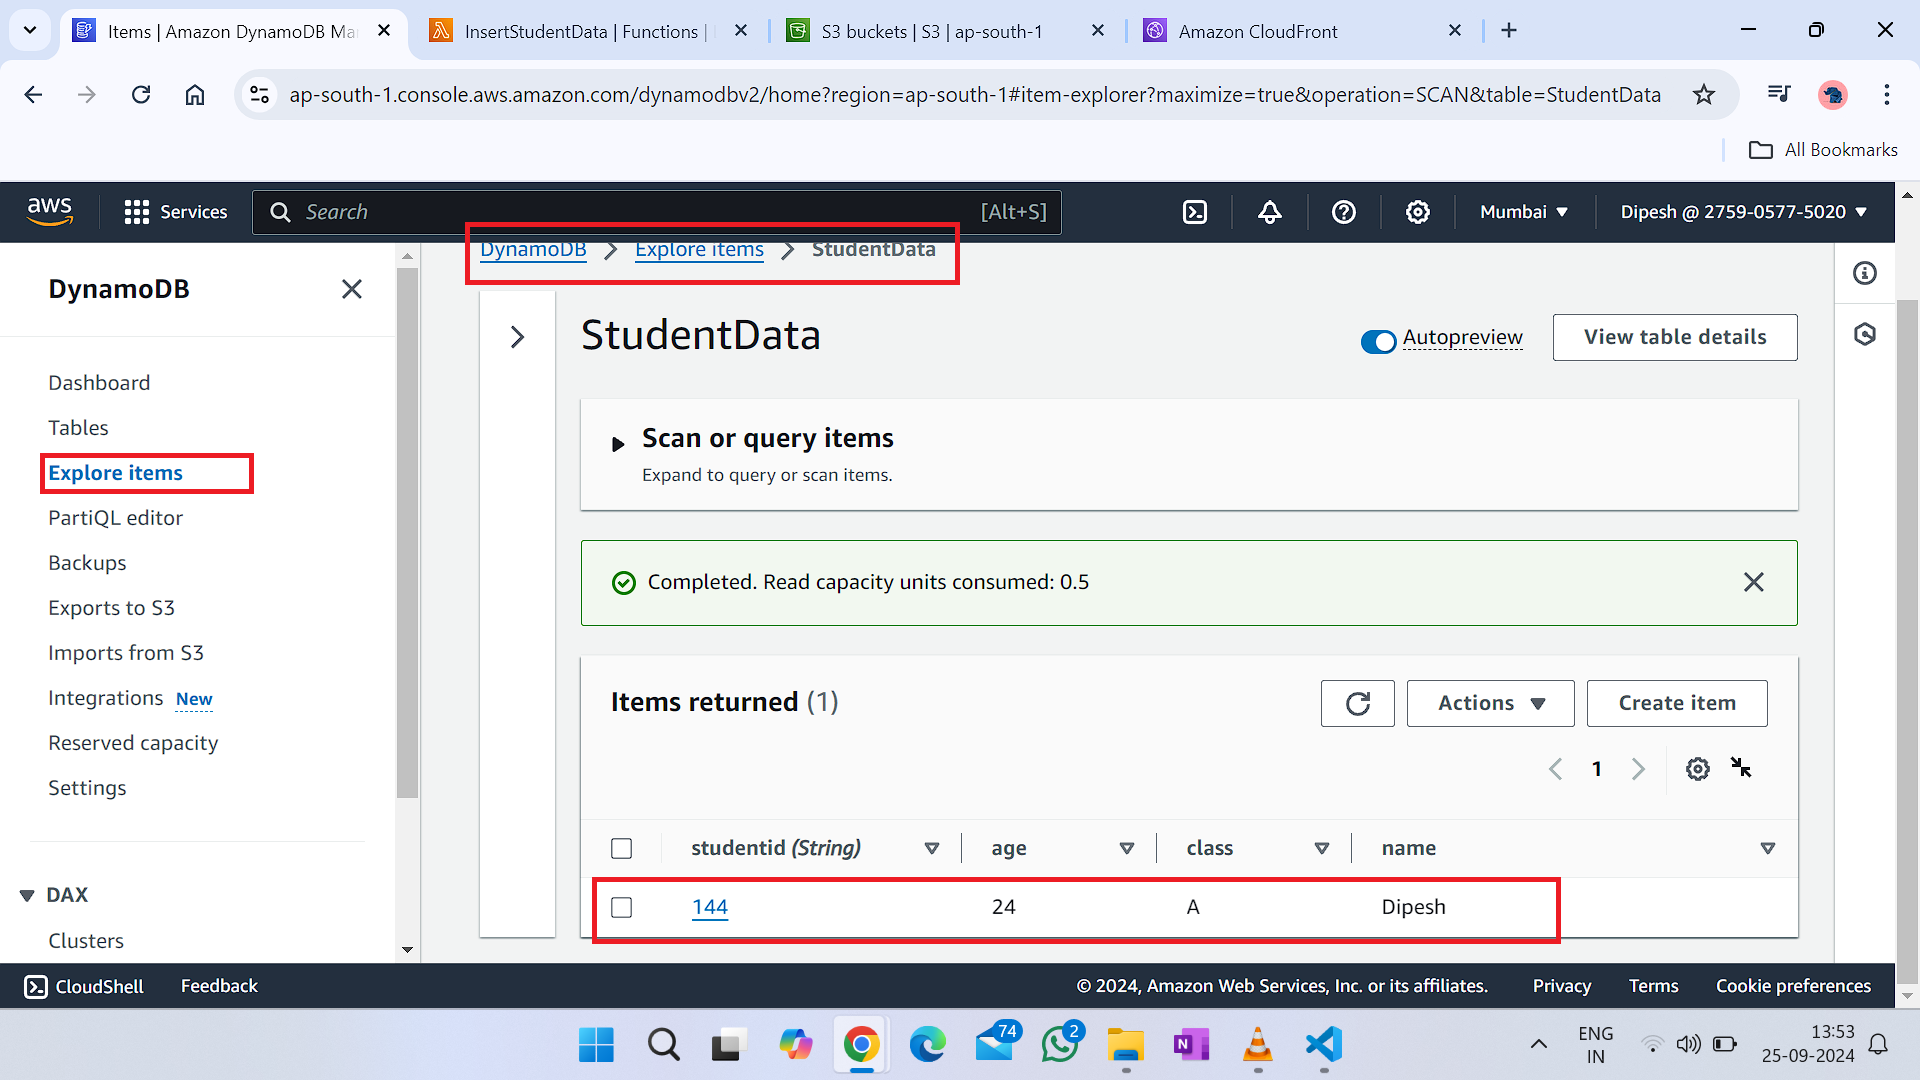 Items | Amazon DynamoDB Ma
InsertStudentData | Functions |
S3 buckets | S3 | ap-south-1
Amazon CloudFront
ap-south-1.console.aws.amazon.com/dynamodbv2/home?region=ap-south-1#item-explorer?maximize=true&operation=SCAN&table=StudentData
All Bookmarks
aws
Services
Search
[Alt+S]
Mumbai
Dipesh @ 2759-0577-5020
DynamoDB
Dashboard
Tables
Explore items
PartiQL editor
Backups
Exports to S3
Imports from S3
Integrations New
Reserved capacity
Settings
DAX
Clusters
DynamoDB Explore items StudentData
StudentData
Autopreview
View table details
Scan or query items
Expand to query or scan items.
Completed. Read capacity units consumed: 0.5
Items returned (1)
Actions
Create item
1
studentid (String) age class name
144 24 A Dipesh
CloudShell
Feedback
© 2024, Amazon Web Services, Inc. or its affiliates.
Privacy
Terms
Cookie preferences
74
2
N
ENG
IN
13:53
25-09-2024